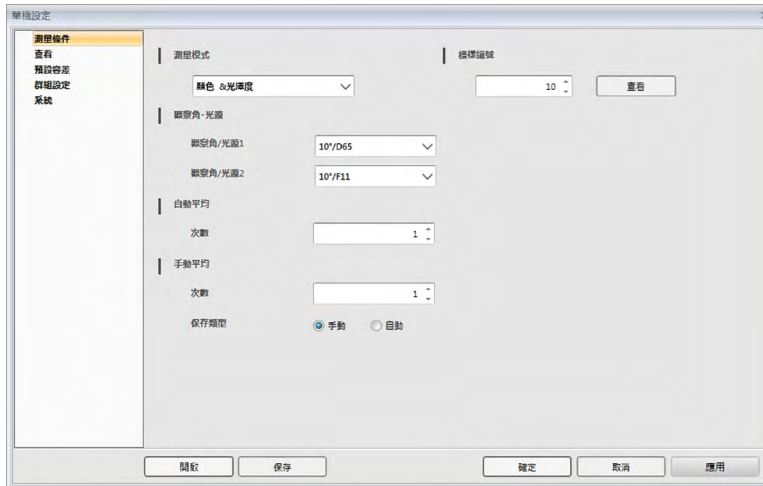 單機設定
測量條件
查看
預設容差
群組設定
系統
測量模式
標樣編號
顏色 &光澤度
10
查看
觀察角·光源
觀察角/光源1
10°/D65
觀察角/光源2
10°/F11
自動平均
次數
1
手動平均
次數
1
保存類型
手動
自動
開啟
保存
確定
取消
應用